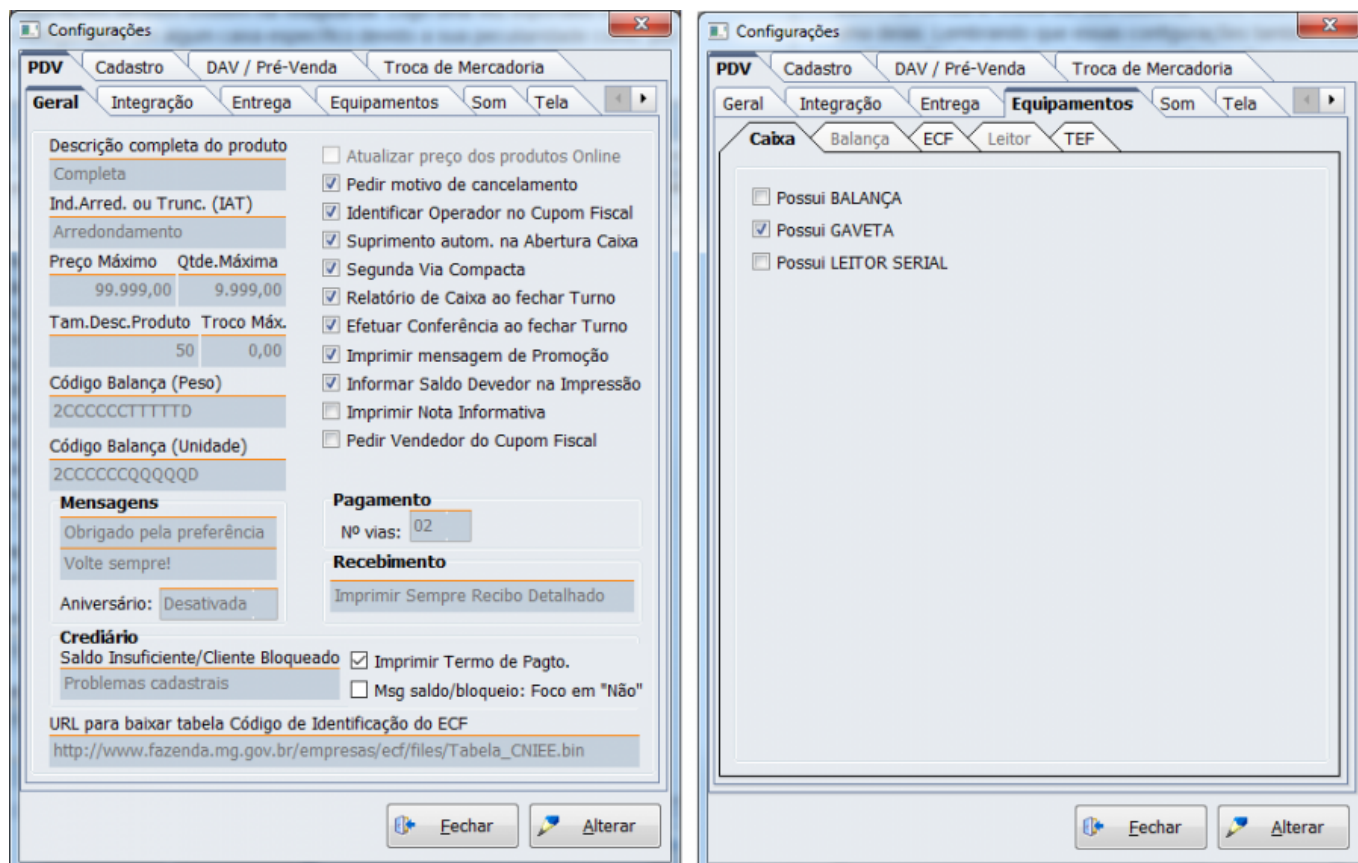 Configurações
PDV Cadastro DAV / Pré-Venda Troca de Mercadoria
Geral Integração Entrega Equipamentos Som Tela
Descrição completa do produto
Completa
Ind.Arred. ou Trunc. (IAT)
Arredondamento
Preço Máximo Qtde.Máxima
99.999,00 9.999,00
Tam.Desc.Produto Troco Máx.
50 0,00
Código Balança (Peso)
2CCCCCCTTTTTD
Código Balança (Unidade)
2CCCCCCQQQQQD
Atualizar preço dos produtos Online
Pedir motivo de cancelamento
Identificar Operador no Cupom Fiscal
Suprimento autom. na Abertura Caixa
Segunda Via Compacta
Relatório de Caixa ao fechar Turno
Efetuar Conferência ao fechar Turno
Imprimir mensagem de Promoção
Informar Saldo Devedor na Impressão
Imprimir Nota Informativa
Pedir Vendedor do Cupom Fiscal
Mensagens
Obrigado pela preferência
Volte sempre!
Aniversário: Desativada
Pagamento
Nº vias: 02
Recebimento
Imprimir Sempre Recibo Detalhado
Crediário
Saldo Insuficiente/Cliente Bloqueado
Problemas cadastrais
Imprimir Termo de Pagto.
Msg saldo/bloqueio: Foco em "Não"
URL para baixar tabela Código de Identificação do ECF
http://www.fazenda.mg.gov.br/empresas/ecf/files/Tabela_CNIEE.bin
Fechar Alterar
Configurações
PDV Cadastro DAV / Pré-Venda Troca de Mercadoria
Geral Integração Entrega Equipamentos Som Tela
Caixa Balança ECF Leitor TEF
Possui BALANÇA
Possui GAVETA
Possui LEITOR SERIAL
Fechar Alterar